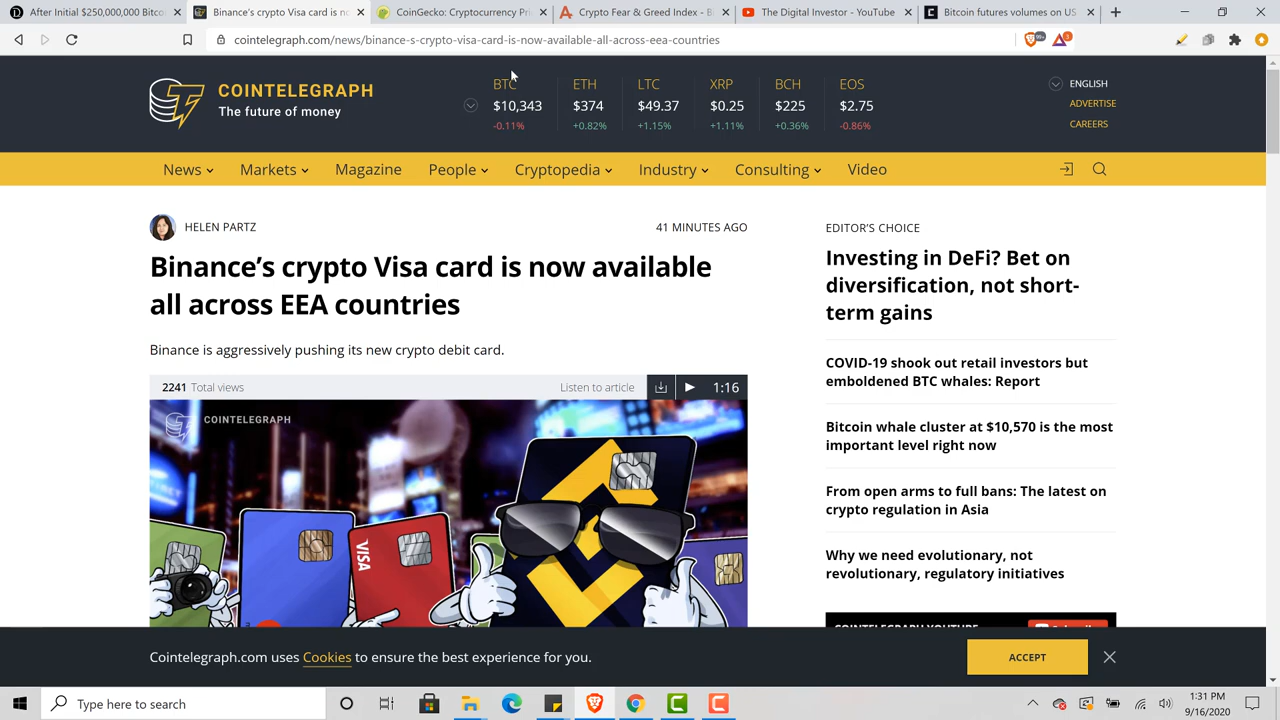 After Initial $250,000,000 Bitco
Binance's crypto Visa card is no
CoinGecko: Cryptocurrency Pri
Crypto Fear & Greed Index - B
The Digital Investor - YouTube
Bitcoin futures volumes on US
cointelegraph.com/news/binance-s-crypto-visa-card-is-now-available-all-across-eea-countries
99+
3
COINTELEGRAPH
The future of money
BTC ETH LTC XRP BCH EOS
$10,343 $374 $49.37 $0.25 $225 $2.75
-0.11% +0.82% +1.15% +1.11% +0.36% -0.86%
ENGLISH
ADVERTISE
CAREERS
News Markets Magazine People Cryptopedia Industry Consulting Video
HELEN PARTZ
41 MINUTES AGO
Binance's crypto Visa card is now available
all across EEA countries
Binance is aggressively pushing its new crypto debit card.
2241 Total views
Listen to article
1:16
COINTELEGRAPH
VISA
EDITOR'S CHOICE
Investing in DeFi? Bet on
diversification, not short-
term gains
COVID-19 shook out retail investors but
emboldened BTC whales: Report
Bitcoin whale cluster at $10,570 is the most
important level right now
From open arms to full bans: The latest on
crypto regulation in Asia
Why we need evolutionary, not
revolutionary, regulatory initiatives
COINTELEGRAPH YOUTUBE
Cointelegraph.com uses Cookies to ensure the best experience for you.
ACCEPT
Type here to search
1:31 PM
9/16/2020